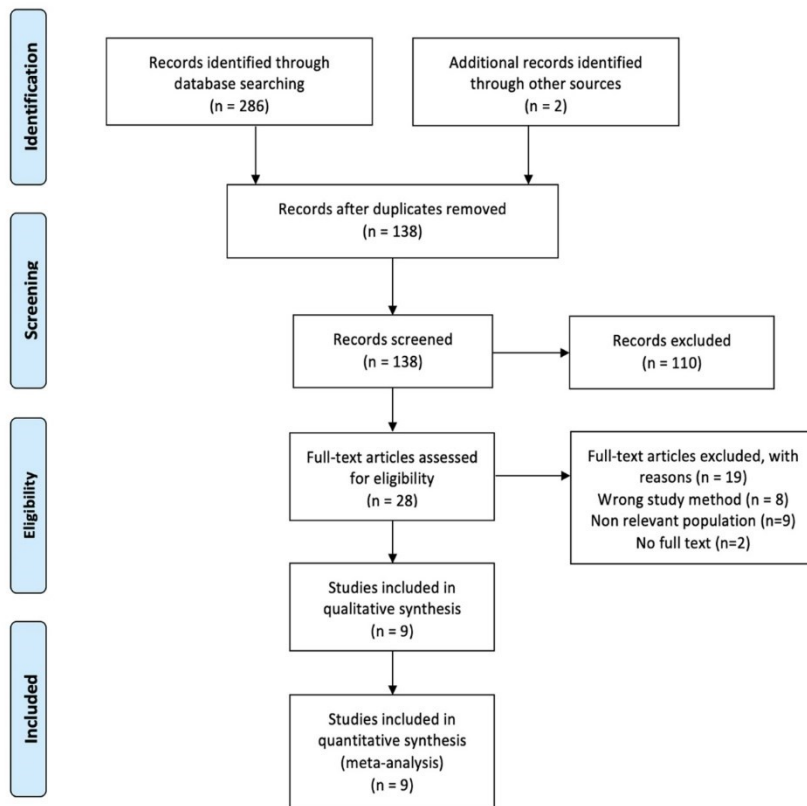 Identification
Records identified through
database searching
(n = 286)
Additional records identified
through other sources
(n = 2)
Records after duplicates removed
(n = 138)
Screening
Records screened
(n = 138)
Records excluded
(n = 110)
Eligibility
Full-text articles assessed
for eligibility
(n = 28)
Full-text articles excluded, with
reasons (n = 19)
Wrong study method (n = 8)
Non relevant population (n=9)
No full text (n=2)
Studies included in
qualitative synthesis
(n = 9)
Included
Studies included in
quantitative synthesis
(meta-analysis)
(n = 9)